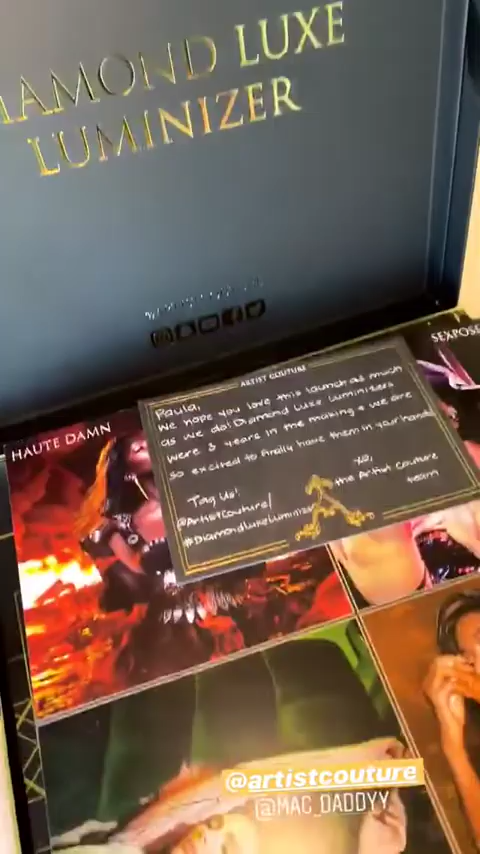 DIAMOND LUXE
LUMINIZER
HAUTE DAMN
SEXPOSE
ARTIST COUTURE
Paula,
We hope you love this launch as much
as we do! Diamond Luxe Luminizers
were 3 years in the making & we are
so excited to finally have them in your hands
xo,
the Artist Couture
team
Tag Us!
@ArtistCouture/
#DiamondLuxeLuminizer
@artistcouture
@MAC_DADDYY